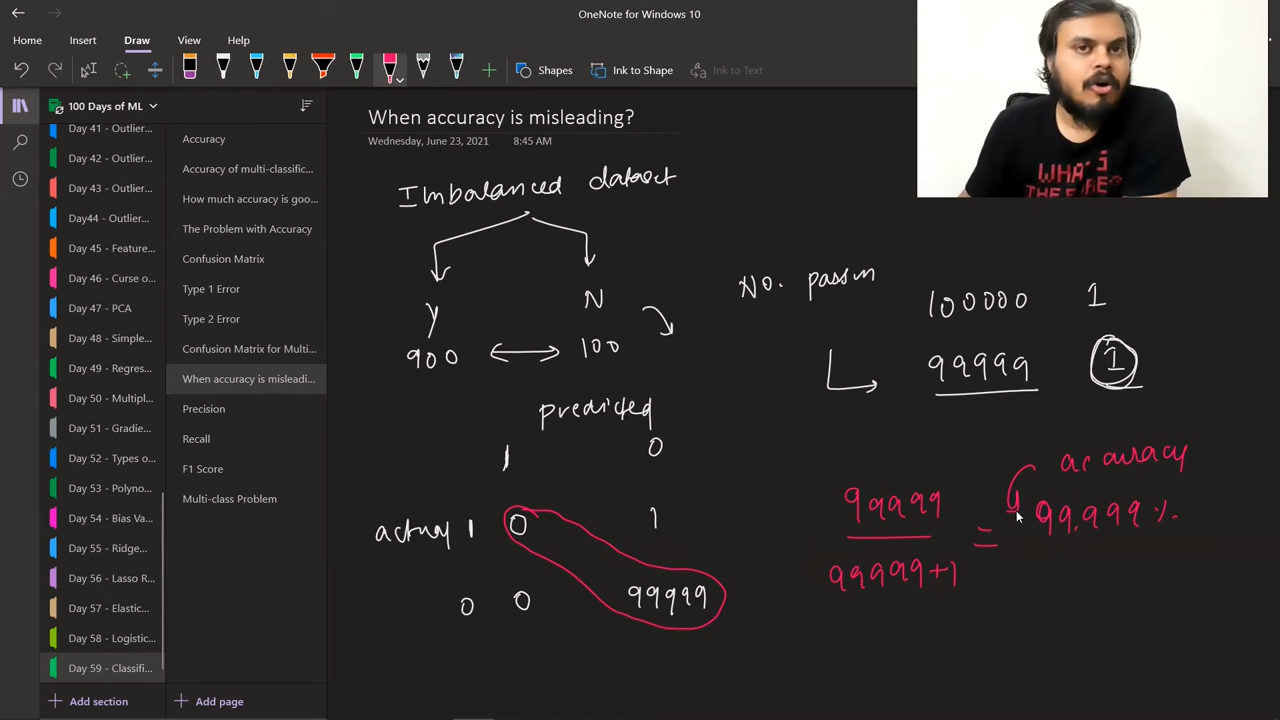 OneNote for Windows 10
Home Insert Draw View Help
Shapes Ink to Shape Ink to Text
100 Days of ML
Day 41 - Outlier...
Day 42 - Outlier...
Day 43 - Outlier...
Day44 - Outlier...
Day 45 - Feature...
Day 46 - Curse o...
Day 47 - PCA
Day 48 - Simple...
Day 49 - Regres...
Day 50 - Multipl...
Day 51 - Gradie...
Day 52 - Types o...
Day 53 - Polyno...
Day 54 - Bias Va...
Day 55 - Ridge...
Day 56 - Lasso R...
Day 57 - Elastic...
Day 58 - Logistic...
Day 59 - Classifi...
Add section
Accuracy
Accuracy of multi-classific...
How much accuracy is goo...
The Problem with Accuracy
Confusion Matrix
Type 1 Error
Type 2 Error
Confusion Matrix for Multi...
When accuracy is misleadi...
Precision
Recall
F1 Score
Multi-class Problem
Add page
When accuracy is misleading?
Wednesday, June 23, 2021 8:45 AM
Imbalanced dataset
Y N
900 100
predicted
1 0
actual 1 0 1
0 0 99999
No. passen
100000 1
99999 1
accuracy
99999
99999+1
= 99.999 %
WHAT'S